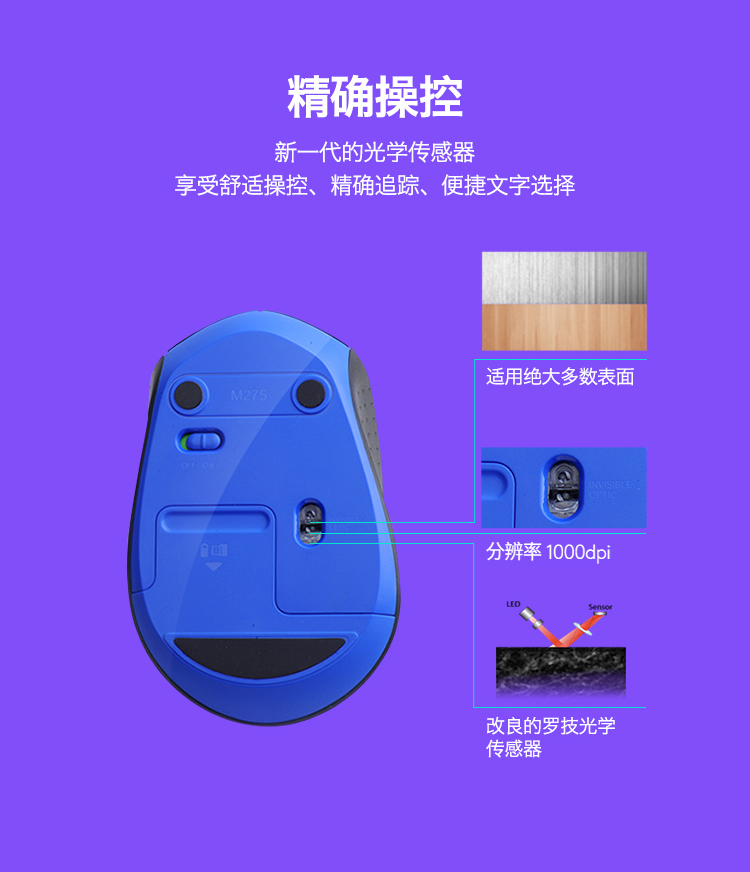 精确操控
新一代的光学传感器
享受舒适操控、精确追踪、便捷文字选择
适用绝大多数表面
M275
OFF ON
INVISIBLE
OPTIC
分辨率 1000dpi
LED
Sensor
改良的罗技光学
传感器